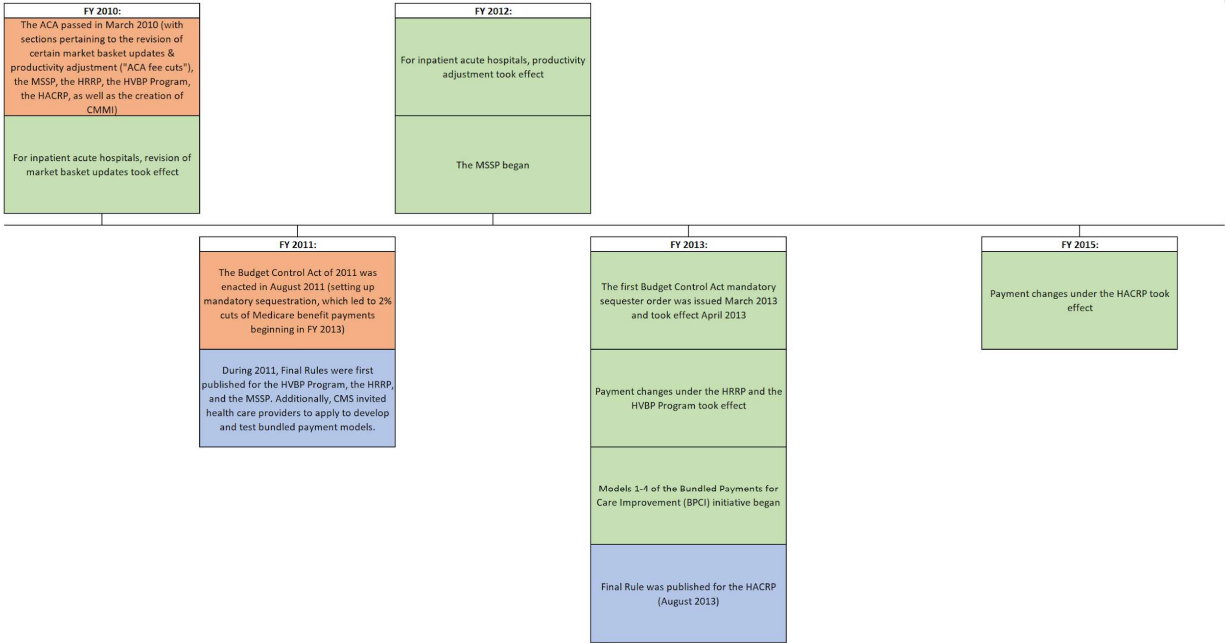 FY 2010:
The ACA passed in March 2010 (with
sections pertaining to the revision of
certain market basket updates &
productivity adjustment ("ACA fee cuts"),
the MSSP, the HRRP, the HVBP Program,
the HACRP, as well as the creation of
CMMI)
For inpatient acute hospitals, revision of
market basket updates took effect
FY 2012:
For inpatient acute hospitals, productivity
adjustment took effect
The MSSP began
FY 2011:
The Budget Control Act of 2011 was
enacted in August 2011 (setting up
mandatory sequestration, which led to 2%
cuts of Medicare benefit payments
beginning in FY 2013)
During 2011, Final Rules were first
published for the HVBP Program, the HRRP,
and the MSSP. Additionally, CMS invited
health care providers to apply to develop
and test bundled payment models.
FY 2013:
The first Budget Control Act mandatory
sequester order was issued March 2013
and took effect April 2013
Payment changes under the HRRP and the
HVBP Program took effect
Models 1-4 of the Bundled Payments for
Care Improvement (BPCI) initiative began
Final Rule was published for the HACRP
(August 2013)
FY 2015:
Payment changes under the HACRP took
effect